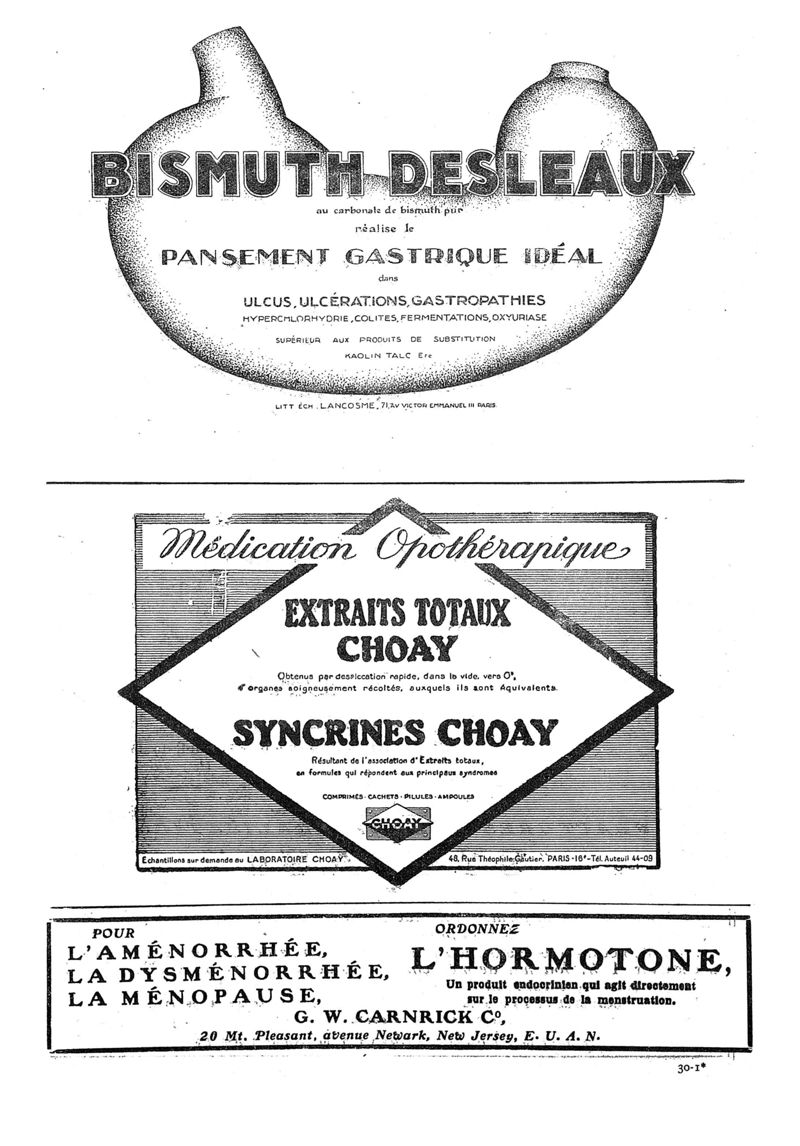 BISMUTH DESLEAUX
au carbonate de bismuth pur
réalise le
PANSEMENT GASTRIQUE IDÉAL
dans
ULCUS, ULCÉRATIONS, GASTROPATHIES
HYPERCHLORHYDRIE, COLITES, FERMENTATIONS, OXYURIASE
SUPÉRIEUR AUX PRODUITS DE SUBSTITUTION
KAOLIN TALC Etc
LITT ÉCH. LANCOSME, 71, AV VICTOR EMMANUEL III PARIS.
Médication Opothérapique
EXTRAITS TOTAUX
CHOAY
Obtenus par dessiccation rapide, dans le vide, vers 0°,
d'organes soigneusement récoltés, auxquels ils sont Équivalents.
SYNCRINES CHOAY
Résultant de l'association d'Extraits totaux,
en formules qui répondent aux principaux syndromes
COMPRIMÉS - CACHETS - PILULES - AMPOULES
CHOAY
Échantillons sur demande au LABORATOIRE CHOAY
48, Rue Théophile-Gautier, PARIS-16e-Tél. Auteuil 44-09
POUR
L'AMÉNORRHÉE,
LA DYSMÉNORRHÉE,
LA MÉNOPAUSE,
ORDONNEZ
L'HORMOTONE,
Un produit endocrinien qui agit directement
sur le processus de la menstruation.
G. W. CARNRICK Co,
20 Mt. Pleasant, avenue Newark, New Jersey, E. U. A. N.
30-1*